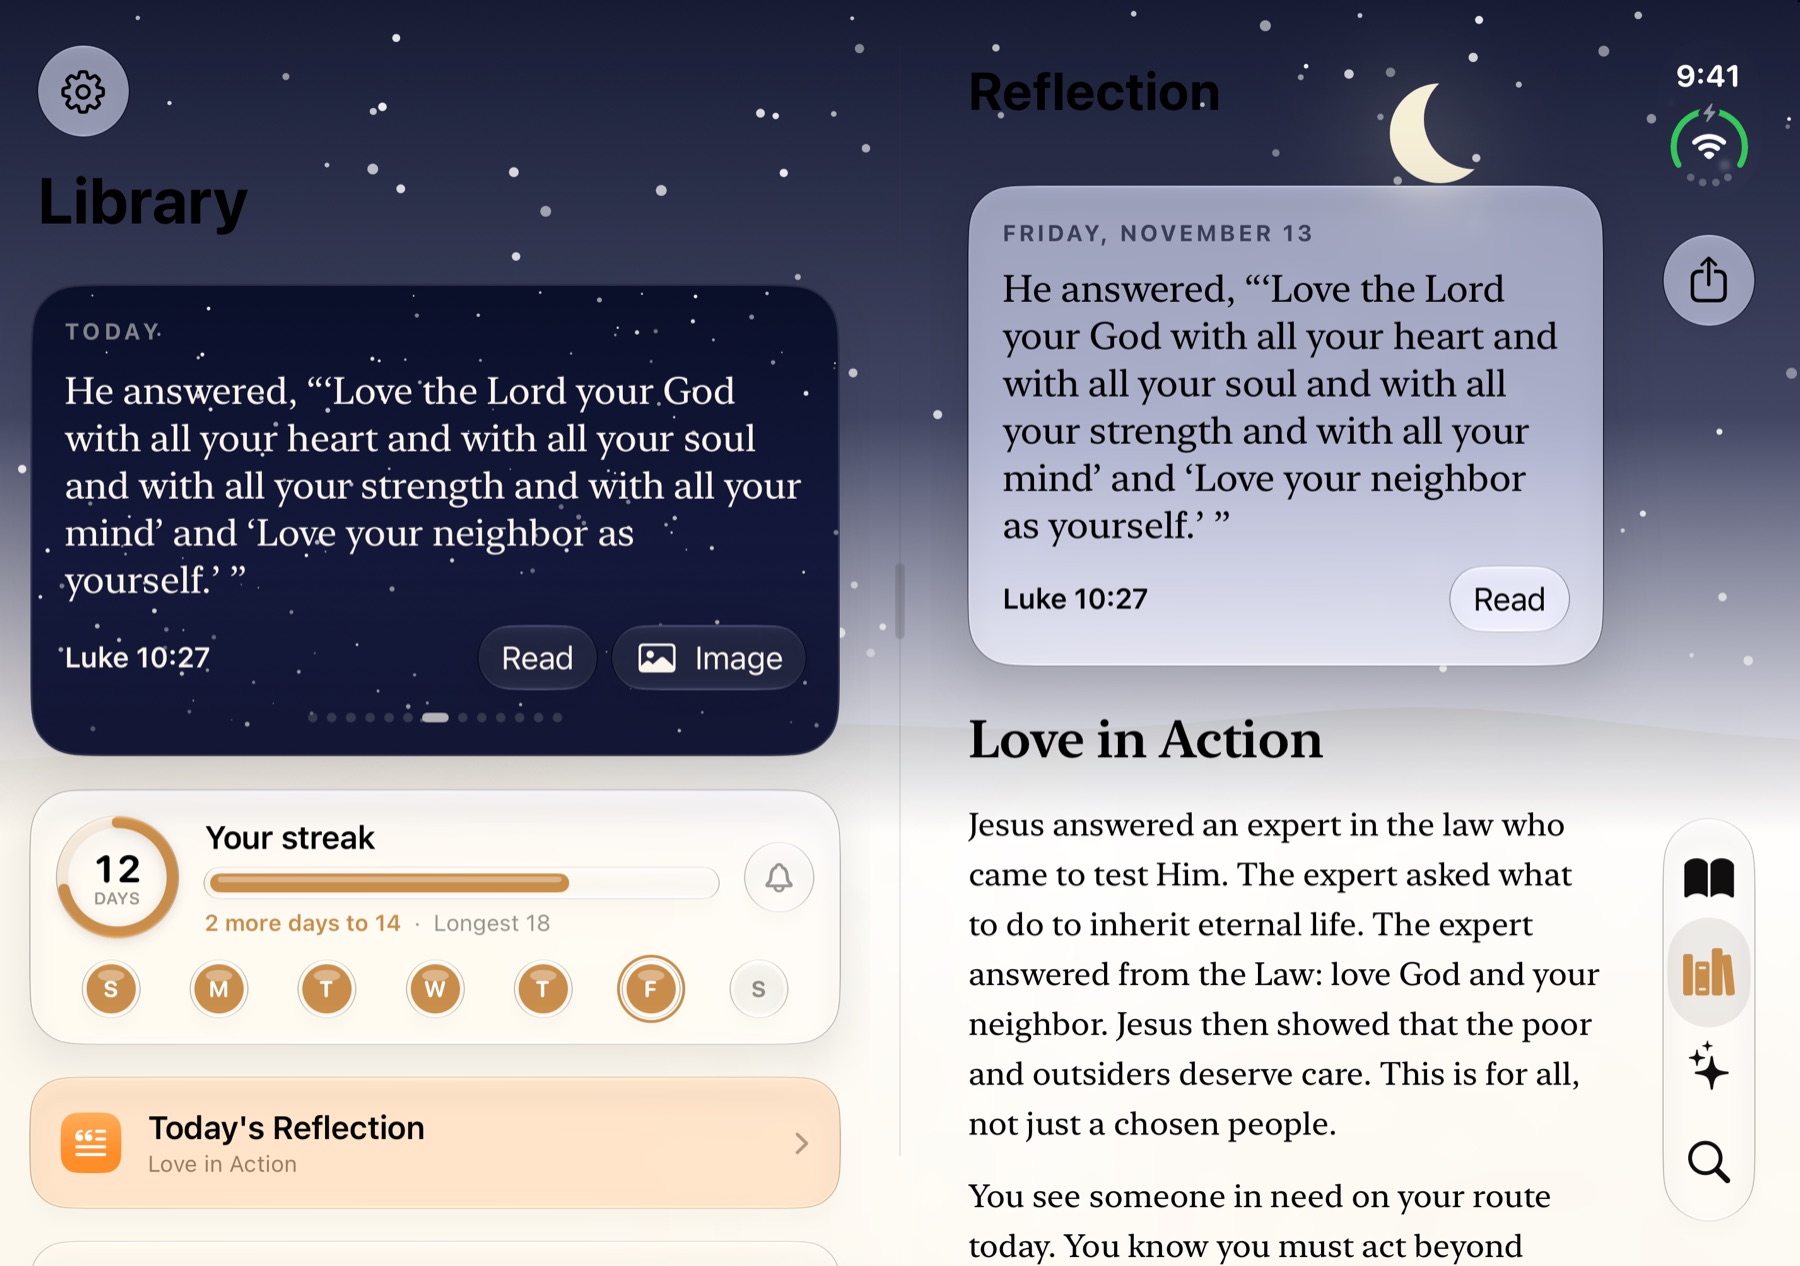 Library
TODAY
He answered, “‘Love the Lord your God
with all your heart and with all your soul
and with all your strength and with all your
mind’ and ‘Love your neighbor as
yourself.’ ”
Luke 10:27
Read
Image
12
DAYS
Your streak
2 more days to 14 · Longest 18
S M T W T F S
Today's Reflection
Love in Action
Reflection
9:41
FRIDAY, NOVEMBER 13
He answered, “‘Love the Lord
your God with all your heart and
with all your soul and with all
your strength and with all your
mind’ and ‘Love your neighbor
as yourself.’ ”
Luke 10:27
Read
Love in Action
Jesus answered an expert in the law who
came to test Him. The expert asked what
to do to inherit eternal life. The expert
answered from the Law: love God and your
neighbor. Jesus then showed that the poor
and outsiders deserve care. This is for all,
not just a chosen people.
You see someone in need on your route
today. You know you must act beyond